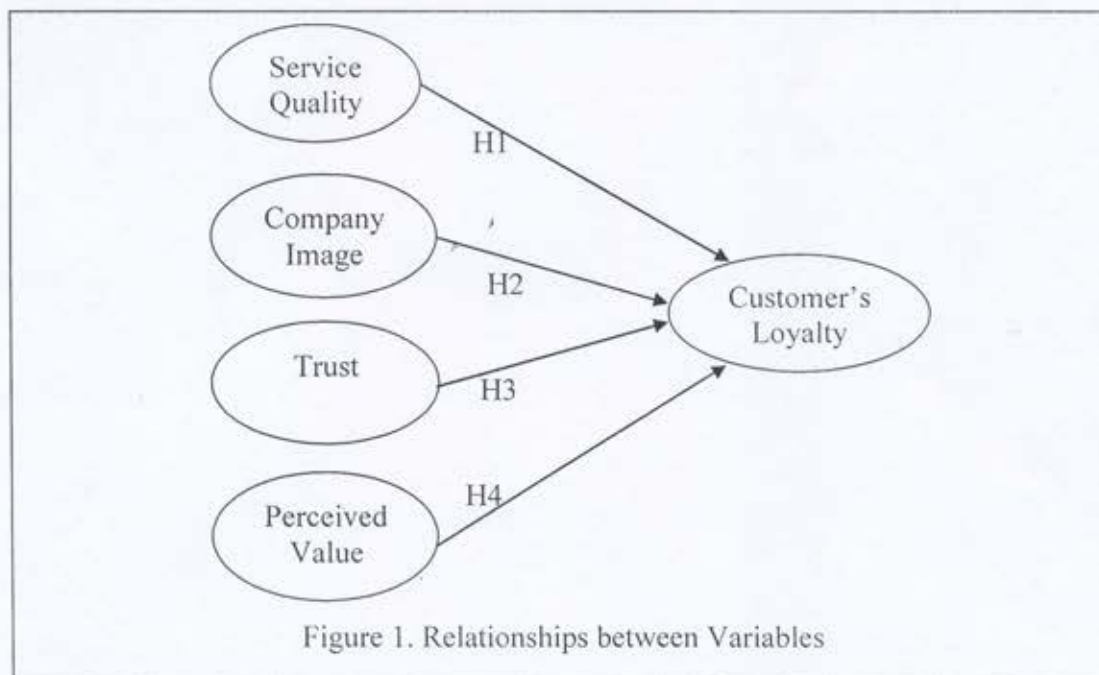 Service
Quality
H1
Company
Image
H2
Customer's
Loyalty
Trust
H3
H4
Perceived
Value
Figure 1. Relationships between Variables